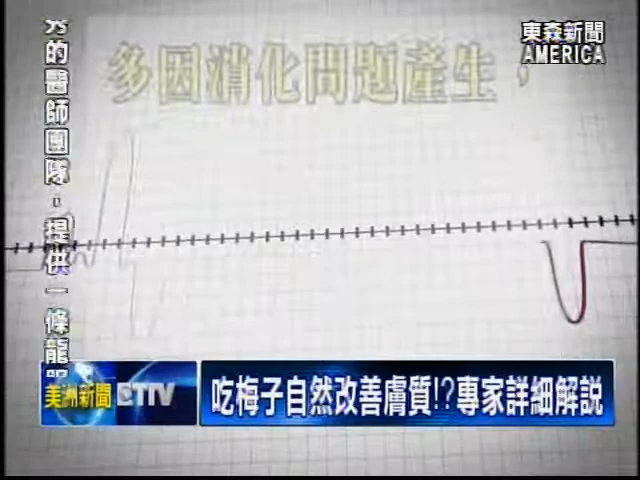 東森新聞
AMERICA
多因消化問題產生，
的醫師團隊，提供一條龍
美洲新聞
ETTV
吃梅子自然改善膚質!?專家詳細解說